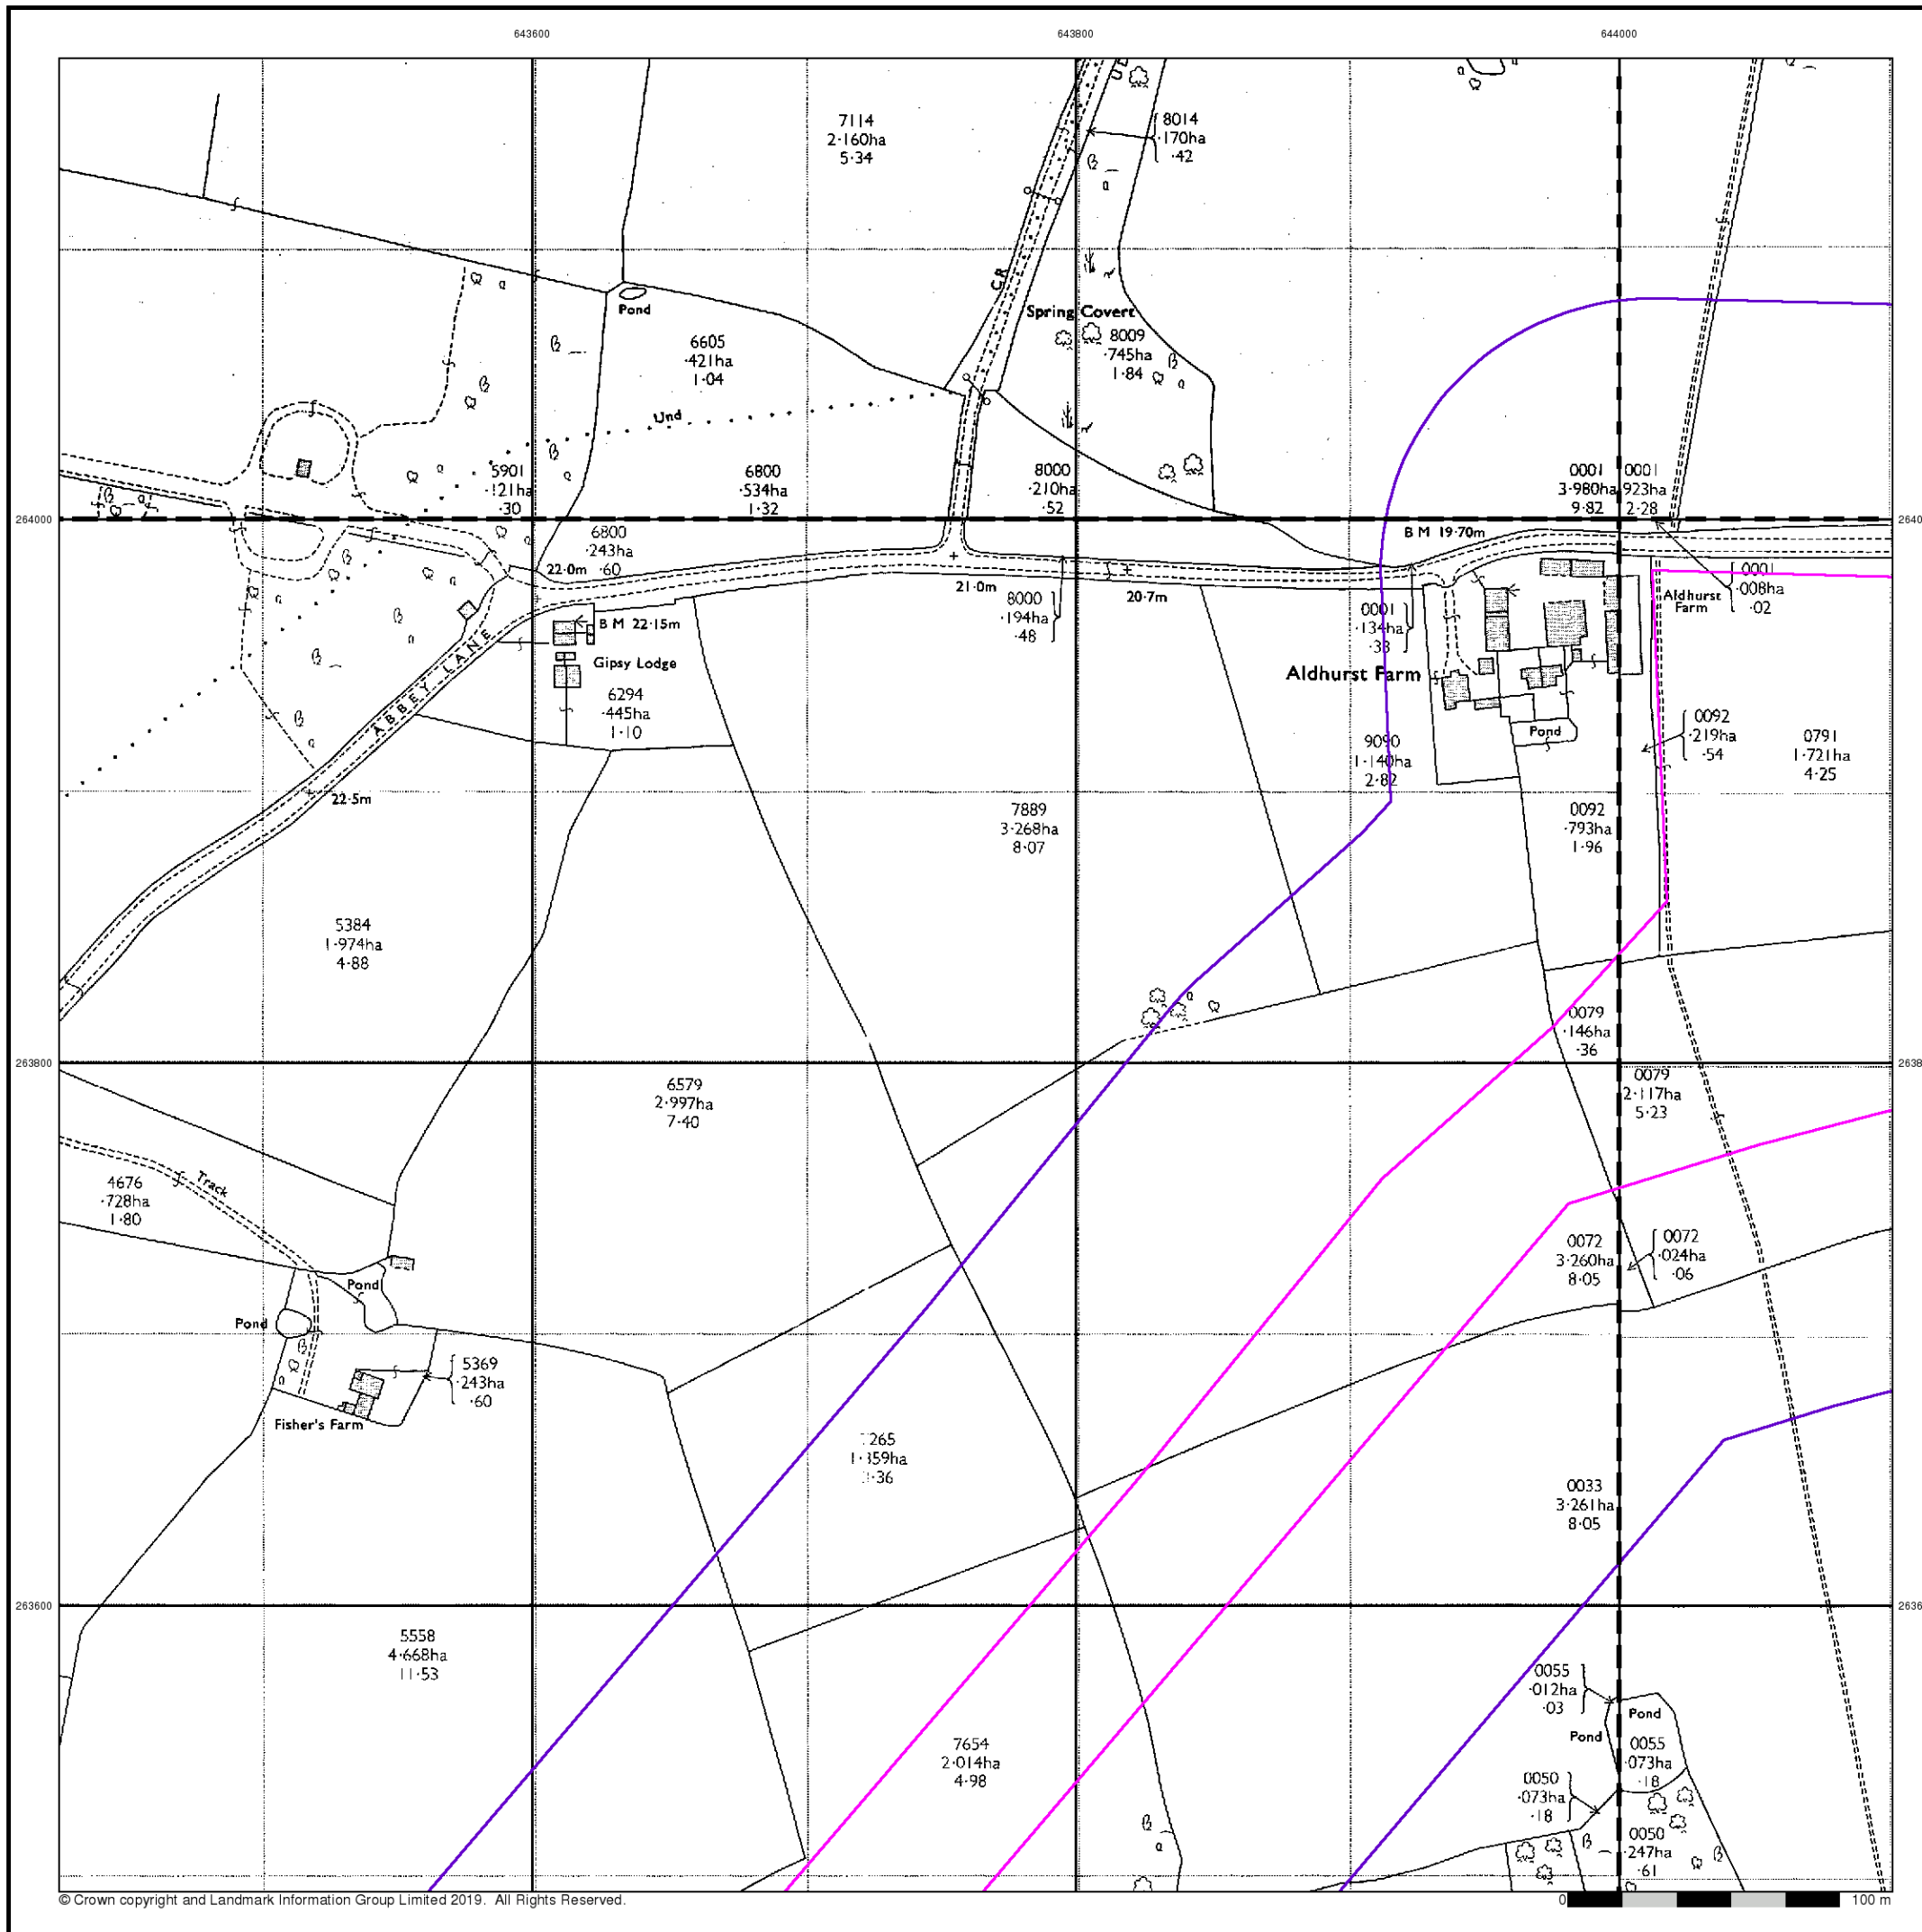 643600
643800
644000
7114
2·160ha
5·34
8014
·170ha
·42
C R
Pond
Spring Covert
8009
·745ha
1·84
6605
·421ha
1·04
Und
5901
·121ha
·30
6800
·534ha
1·32
8000
·210ha
·52
0001
3·980ha
9·82
0001
·923ha
2·28
264000
2640
6800
·243ha
·60
22·0m
B M 19·70m
21·0m
8000
·194ha
·48
20·7m
0001
·134ha
·33
Aldhurst
Farm
0001
·008ha
·02
B M 22·15m
ABBEY LANE
Gipsy Lodge
6294
·445ha
1·10
Aldhurst Farm
Pond
0092
·219ha
·54
0791
1·721ha
4·25
9090
1·140ha
2·82
22·5m
7889
3·268ha
8·07
0092
·793ha
1·96
5384
1·974ha
4·88
0079
·146ha
·36
263800
2638
6579
2·997ha
7·40
0079
2·117ha
5·23
Track
4676
·728ha
1·80
0072
3·260ha
8·05
0072
·024ha
·06
Pond
Pond
5369
·243ha
·60
Fisher's Farm
265
1·359ha
·36
0033
3·261ha
8·05
263600
2636
5558
4·668ha
11·53
0055
·012ha
·03
Pond
Pond
7654
2·014ha
4·98
0055
·073ha
·18
0050
·073ha
·18
0050
·247ha
·61
© Crown copyright and Landmark Information Group Limited 2019. All Rights Reserved.
0
100 m